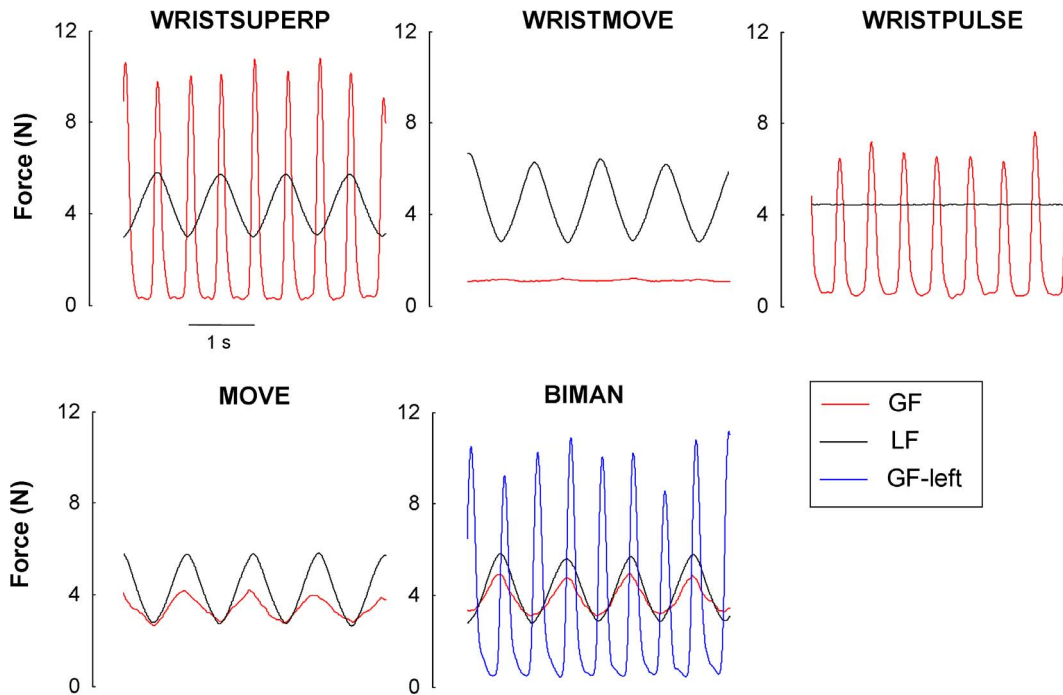 WRISTSUPERP
WRISTMOVE
WRISTPULSE
12
8
4
0
Force (N)
1 s
12
8
4
0
12
8
4
0
MOVE
BIMAN
12
8
4
0
Force (N)
12
8
4
0
GF
LF
GF-left